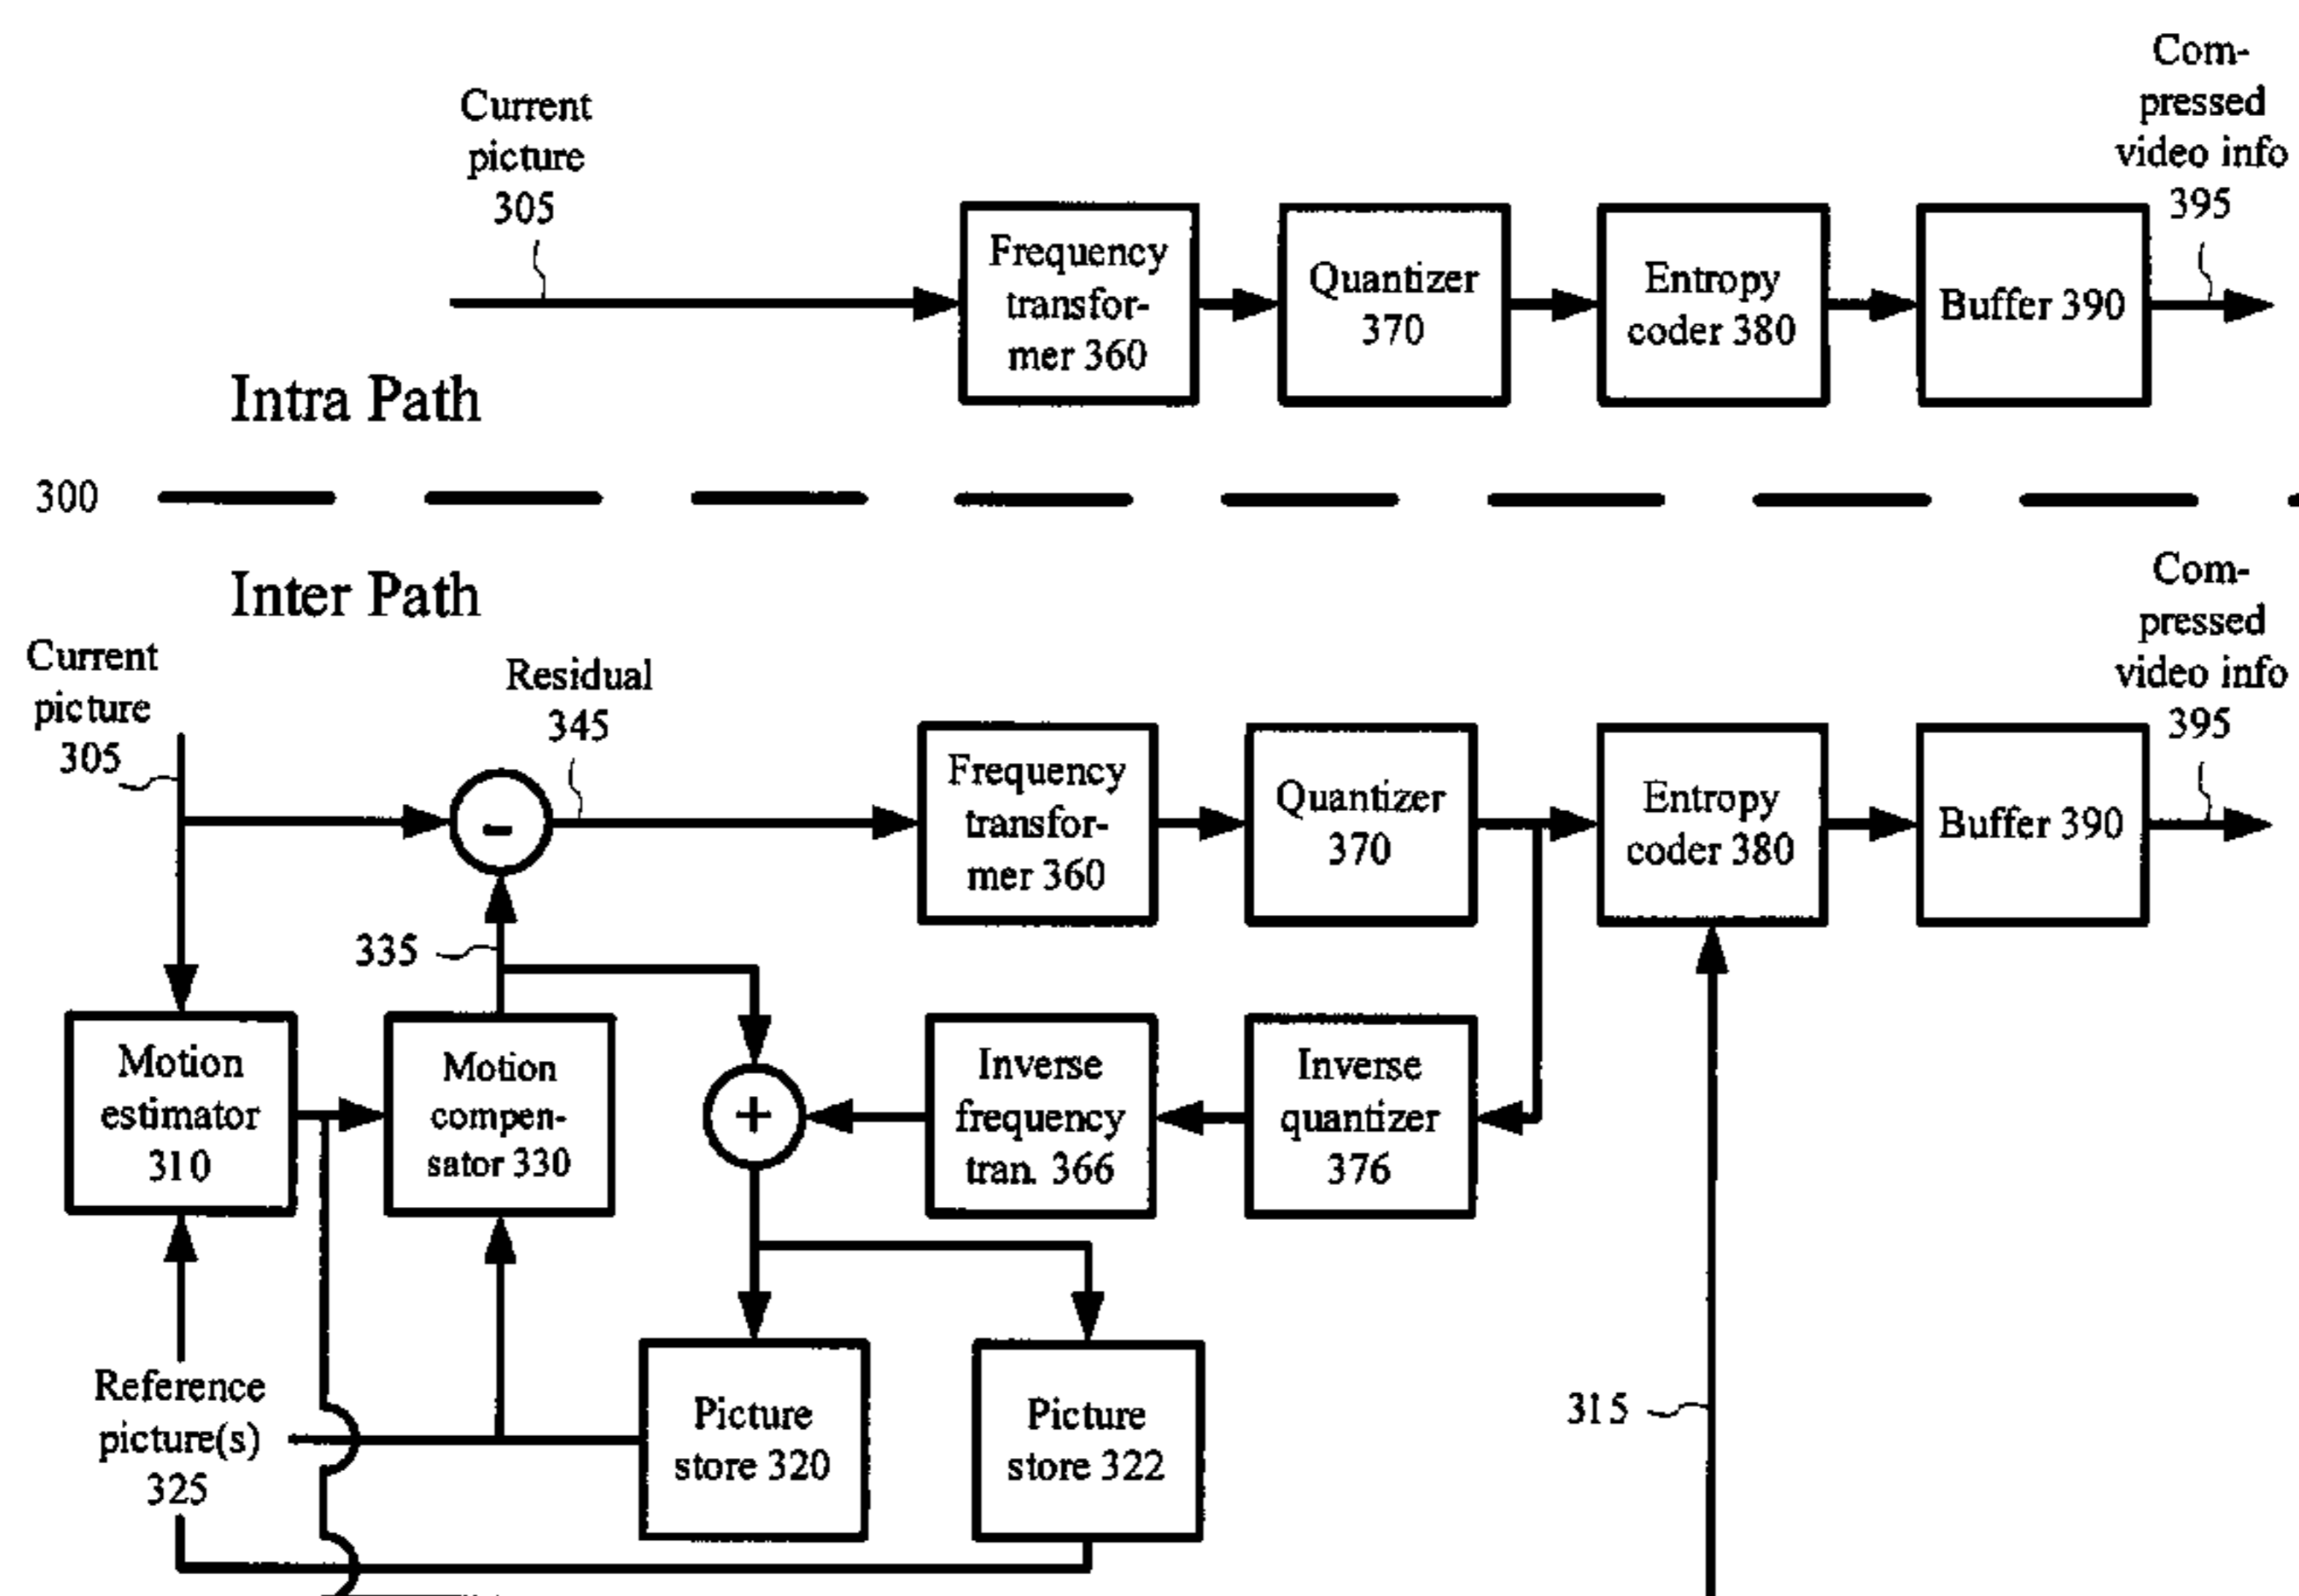 Com-
pressed
video info
395
Current
picture
305
Frequency
transfor-
mer 360
Quantizer
370
Entropy
coder 380
Buffer 390
Intra Path
300
Inter Path
Com-
pressed
video info
395
Current
picture
305
Residual
345
-
Frequency
transfor-
mer 360
Quantizer
370
Entropy
coder 380
Buffer 390
335
Motion
estimator
310
Motion
compen-
sator 330
+
Inverse
frequency
tran. 366
Inverse
quantizer
376
Reference
picture(s)
325
Picture
store 320
Picture
store 322
315